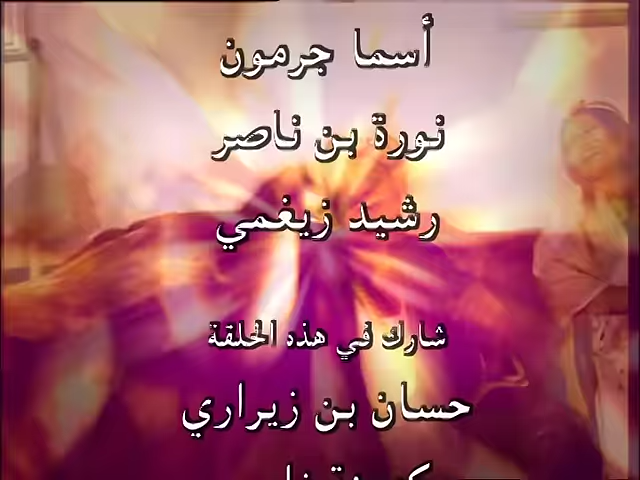 أسما جرمون
نورة بن ناصر
رشيد زيغمي
شارك في هذه الحلقة
حسان بن زيراري